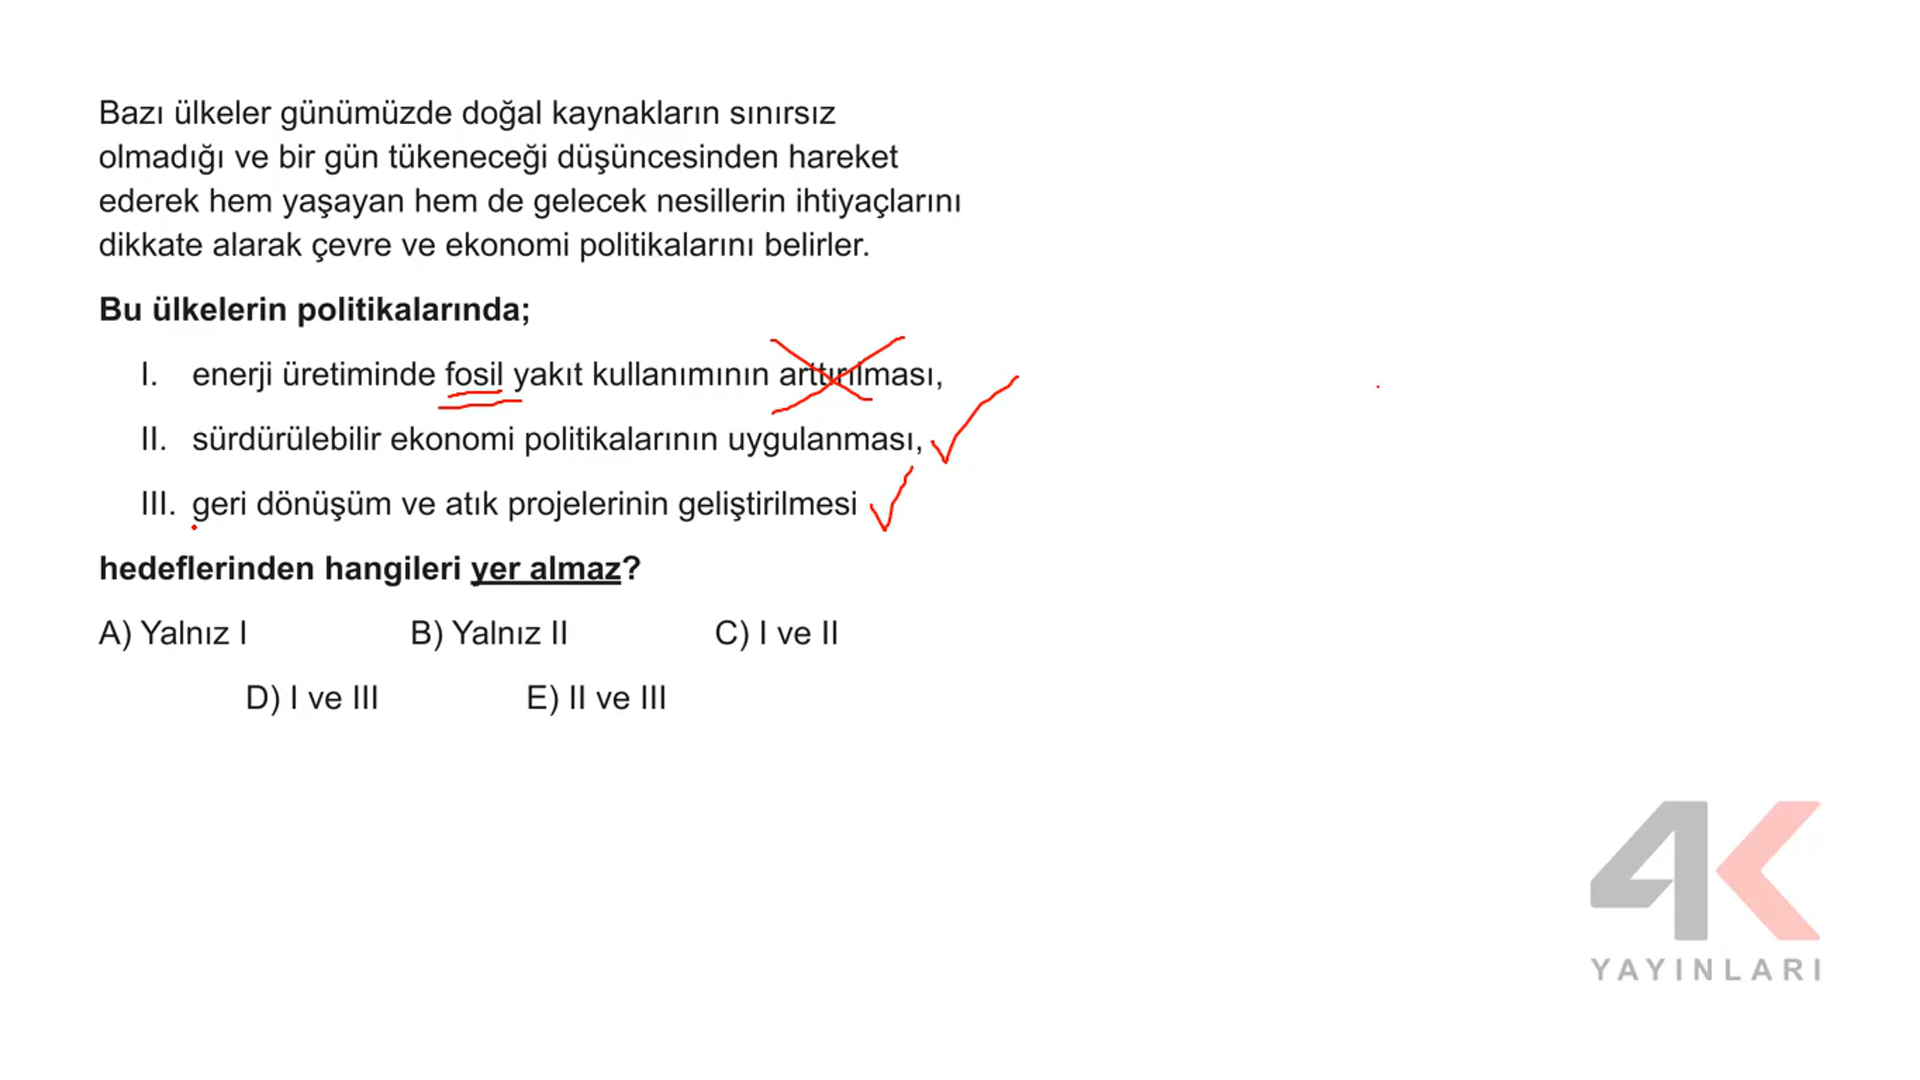 Bazı ülkeler günümüzde doğal kaynakların sınırsız
olmadığı ve bir gün tükeneceği düşüncesinden hareket
ederek hem yaşayan hem de gelecek nesillerin ihtiyaçlarını
dikkate alarak çevre ve ekonomi politikalarını belirler.
Bu ülkelerin politikalarında;
I. enerji üretiminde fosil yakıt kullanımının arttırılması,
II. sürdürülebilir ekonomi politikalarının uygulanması,
III. geri dönüşüm ve atık projelerinin geliştirilmesi
hedeflerinden hangileri yer almaz?
A) Yalnız I B) Yalnız II C) I ve II
D) I ve III E) II ve III
4K
YAYINLARI